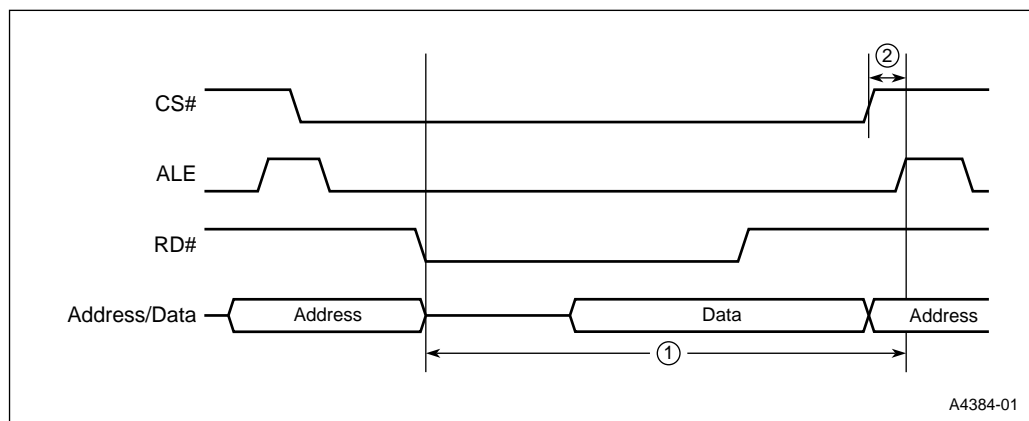 ②
CS#
ALE
RD#
Address/Data Address Data Address
①
A4384-01